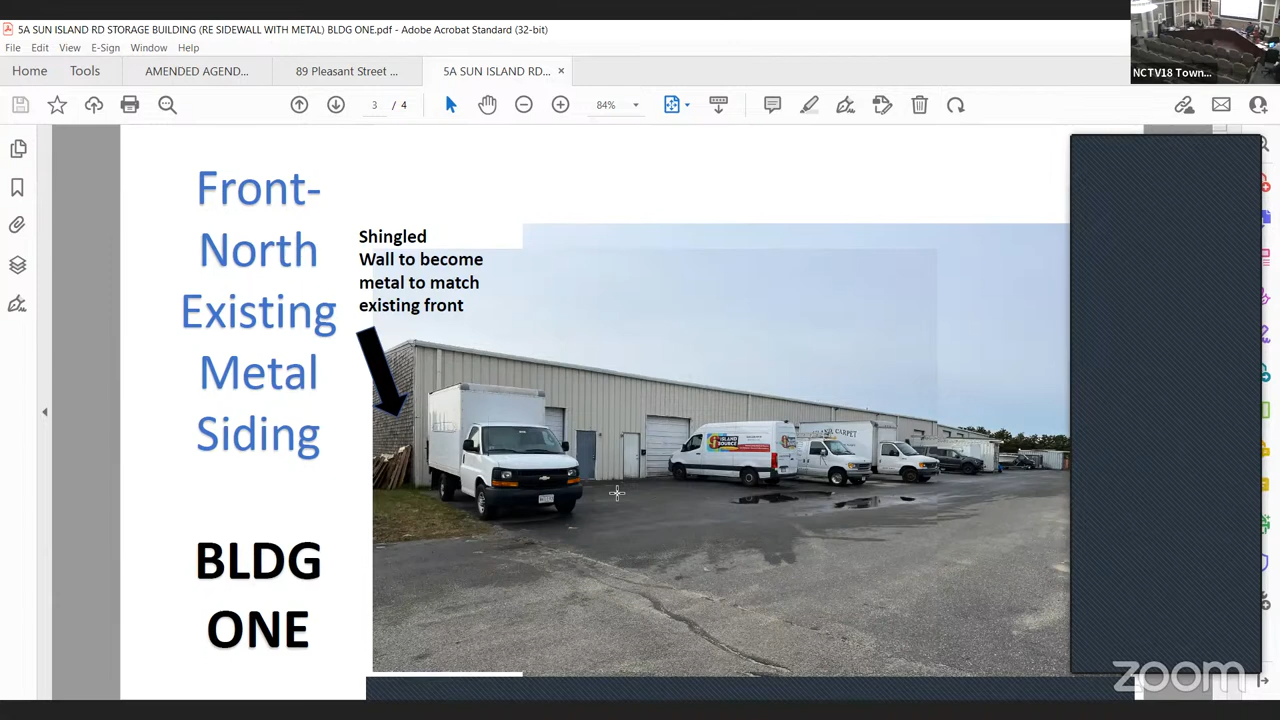 5A SUN ISLAND RD STORAGE BUILDING (RE SIDEWALL WITH METAL) BLDG ONE.pdf - Adobe Acrobat Standard (32-bit)
File Edit View E-Sign Window Help
Home Tools AMENDED AGEND... 89 Pleasant Street ... 5A SUN ISLAND RD... ×
3 / 4 84%
NCTV18 Town...
Front-
North
Existing
Metal
Siding
BLDG
ONE
Shingled
Wall to become
metal to match
existing front
ISLAND
SOURCE
CARPET
zoom